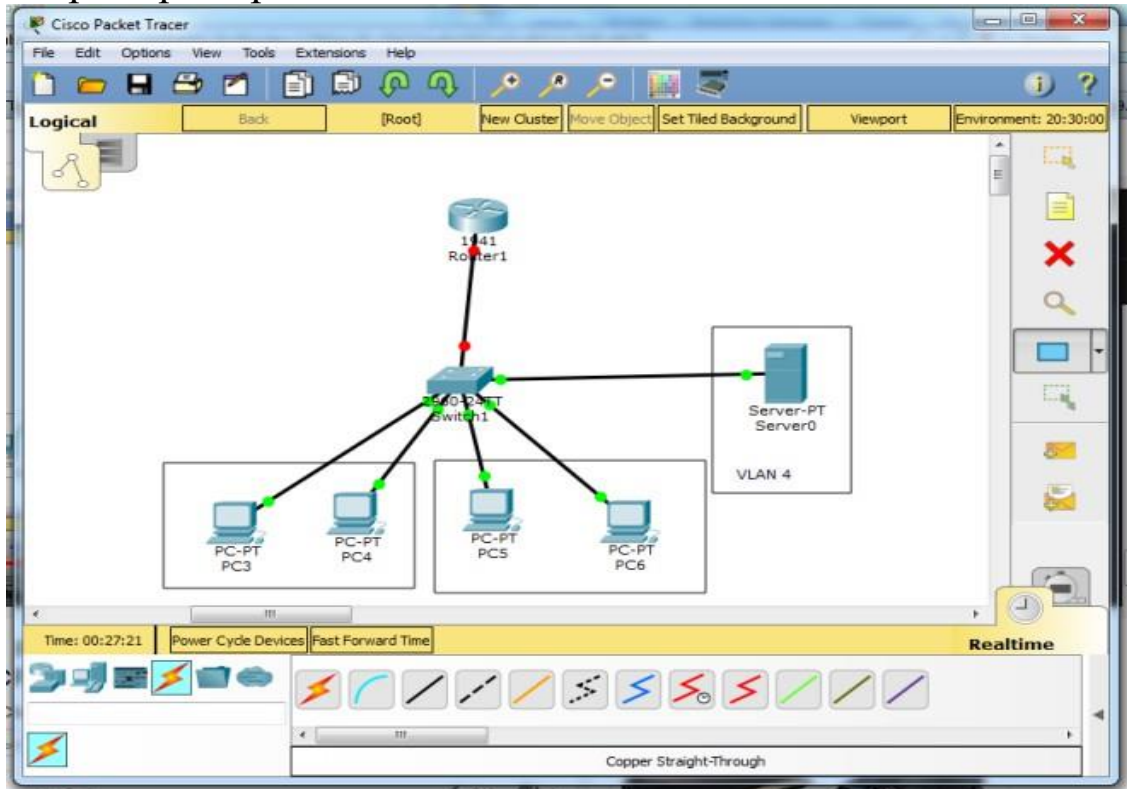 Cisco Packet Tracer
File Edit Options View Tools Extensions Help
Logical Back [Root] New Cluster Move Object Set Tiled Background Viewport Environment: 20:30:00
1941
Router1
2960-24TT
Switch1
Server-PT
Server0
VLAN 4
PC-PT
PC3
PC-PT
PC4
PC-PT
PC5
PC-PT
PC6
Time: 00:27:21 Power Cycle Devices Fast Forward Time Realtime
Copper Straight-Through